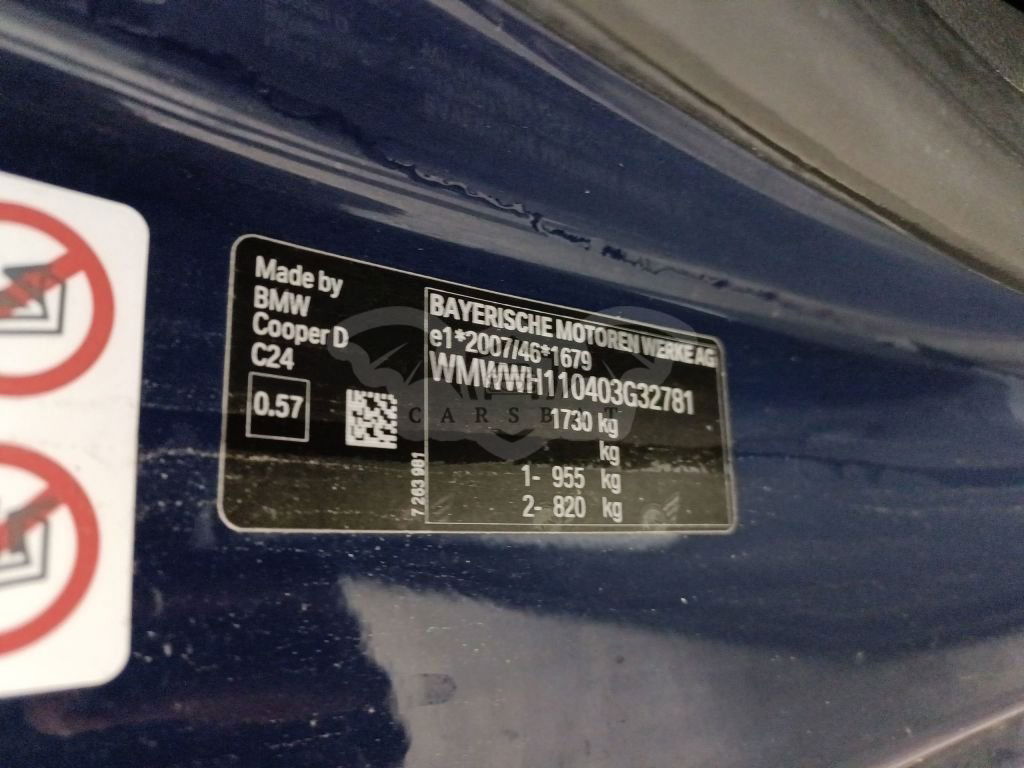 Made by
BMW
Cooper D
C24
0.57
7 263 981
BAYERISCHE MOTOREN WERKE AG
e1*2007/46*1679
WMWWH110403G32781
1730 kg
kg
1- 955 kg
2- 820 kg